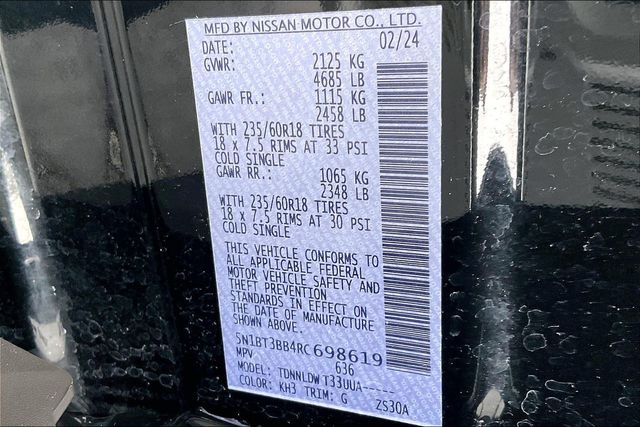 MFD BY NISSAN MOTOR CO., LTD.
DATE: 02/24
GVWR: 2125 KG
4685 LB
GAWR FR.: 1115 KG
2458 LB
WITH 235/60R18 TIRES
18 x 7.5 RIMS AT 33 PSI
COLD SINGLE
GAWR RR.: 1065 KG
2348 LB
WITH 235/60R18 TIRES
18 x 7.5 RIMS AT 30 PSI
COLD SINGLE
THIS VEHICLE CONFORMS TO
ALL APPLICABLE FEDERAL
MOTOR VEHICLE SAFETY AND
THEFT PREVENTION
STANDARDS IN EFFECT ON
THE DATE OF MANUFACTURE
SHOWN ABOVE.
5N1BT3BB4RC698619
MPV 636
MODEL: TDNNLDWT33UUA-----
COLOR: KH3 TRIM: G ZS30A